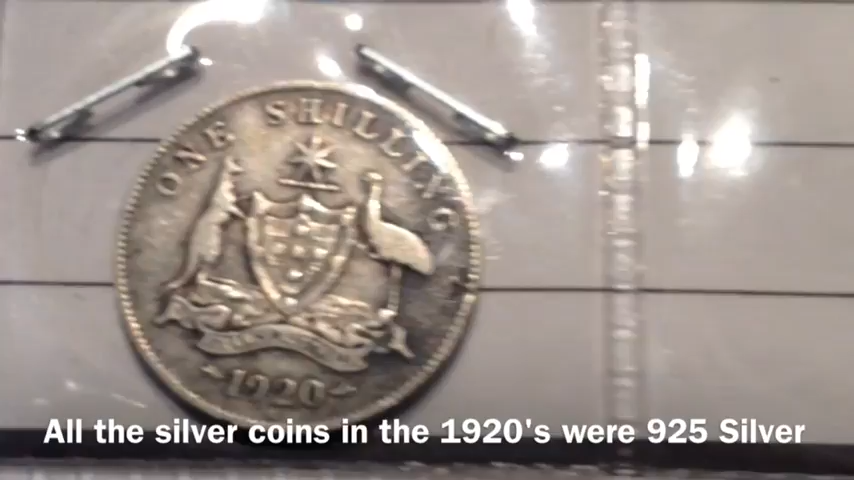 ONE SHILLING
1920
All the silver coins in the 1920's were 925 Silver